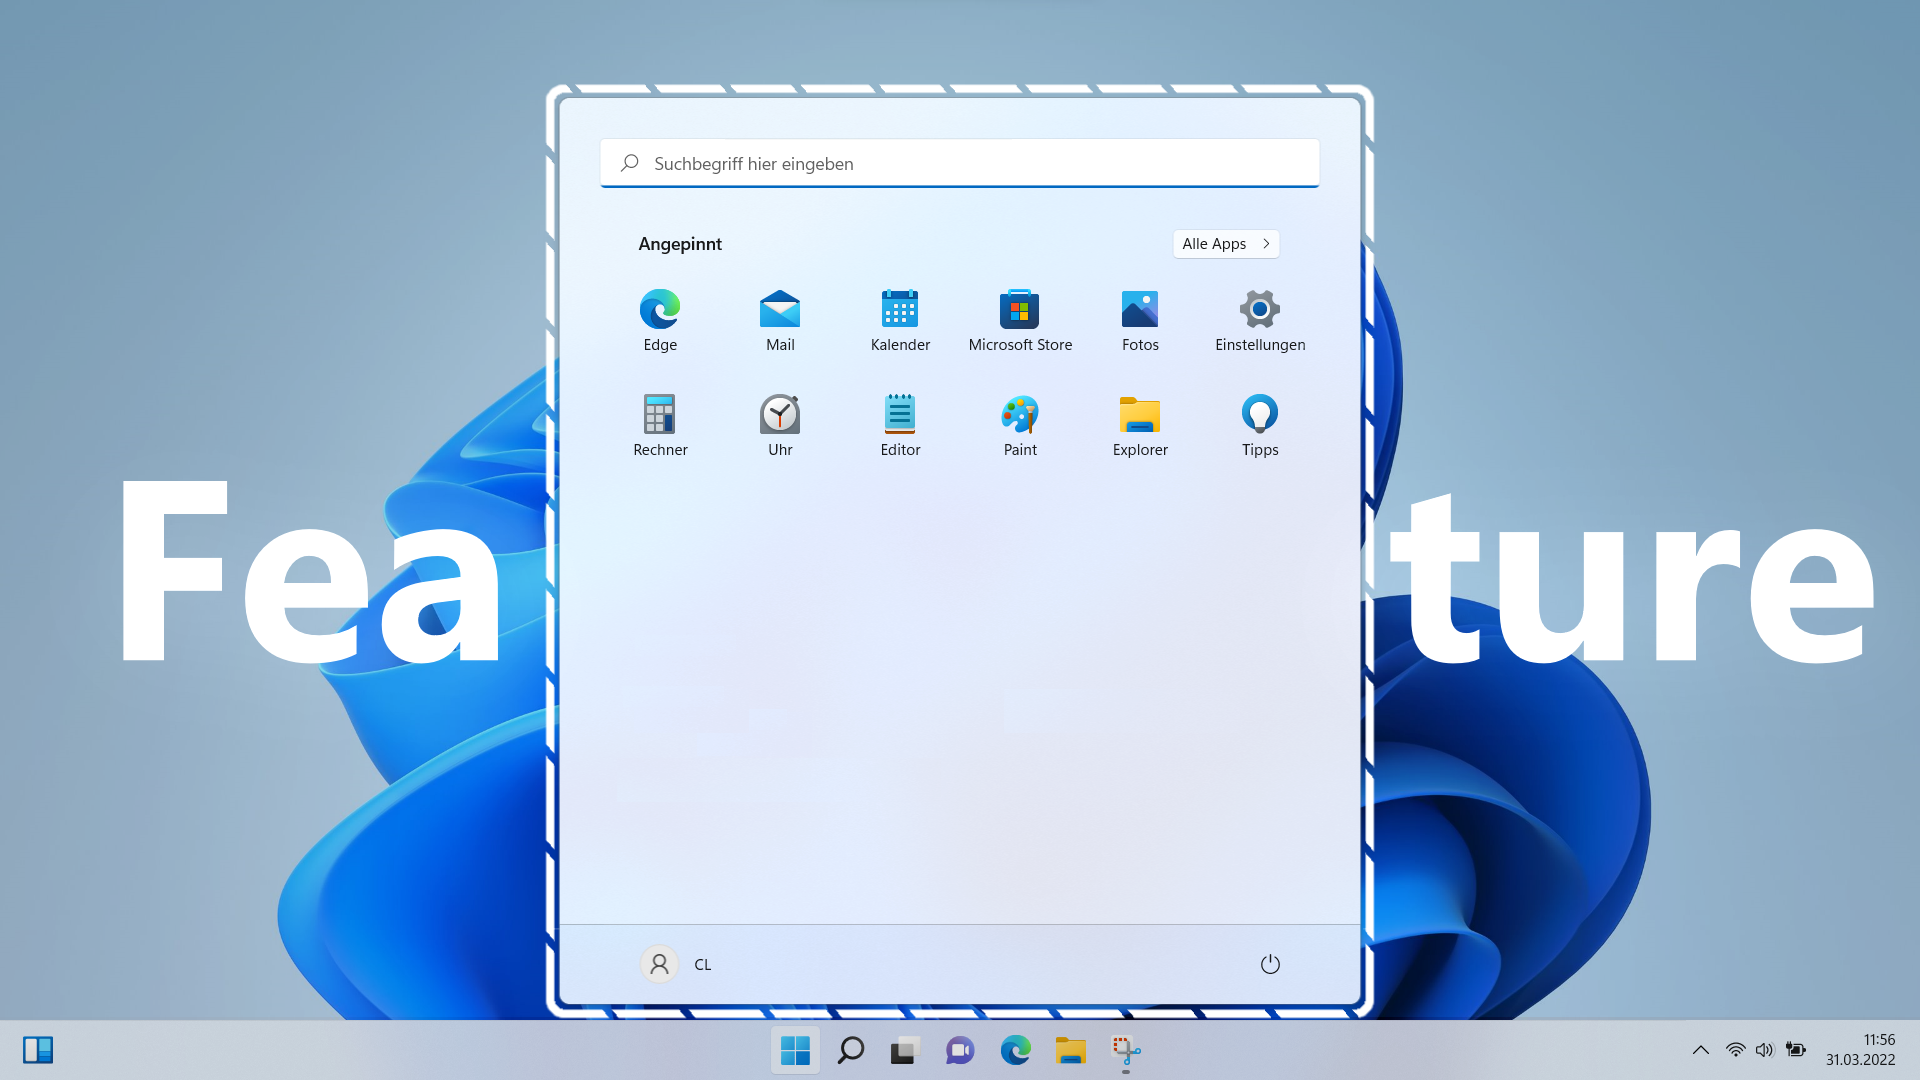 Suchbegriff hier eingeben
Angepinnt
Alle Apps
Edge
Mail
Kalender
Microsoft Store
Fotos
Einstellungen
Rechner
Uhr
Editor
Paint
Explorer
Tipps
Fea ture
CL
11:56
31.03.2022